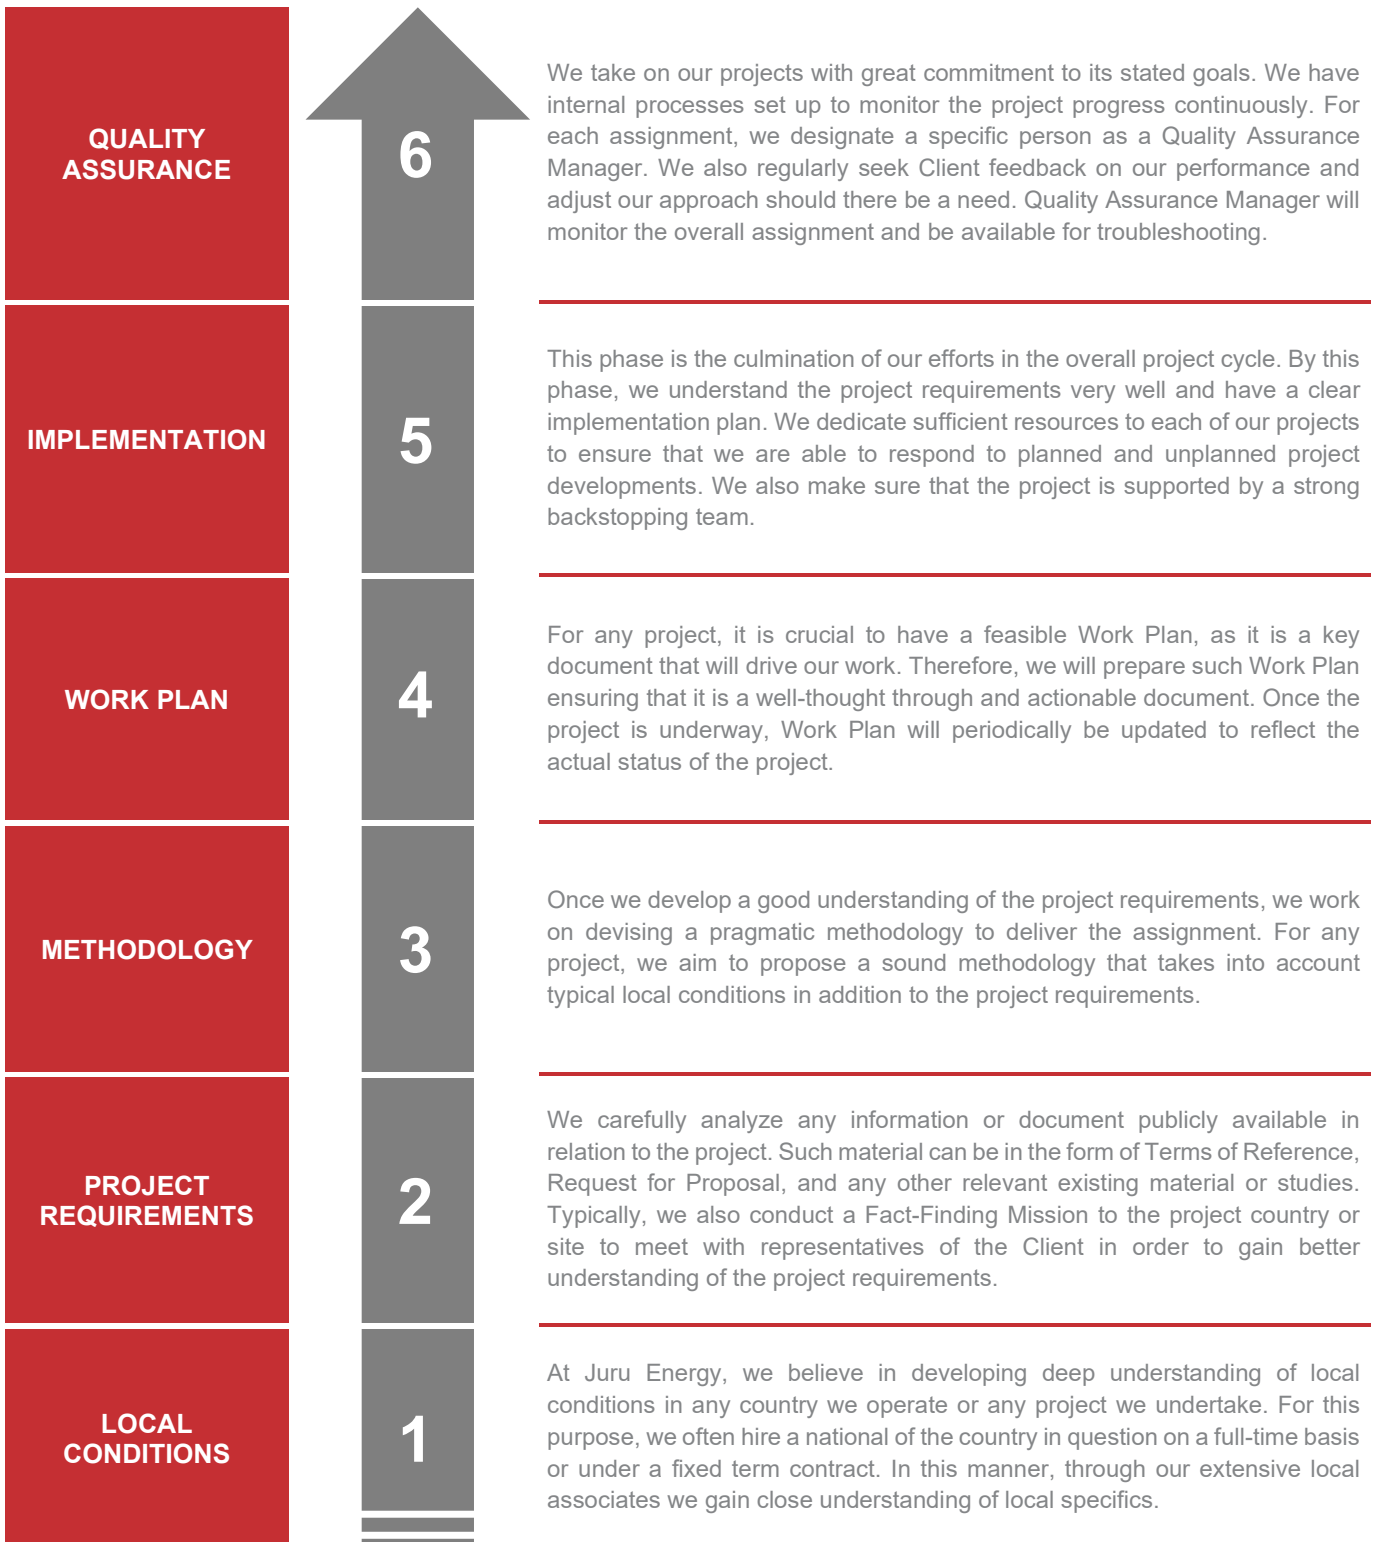 QUALITY
ASSURANCE
6
We take on our projects with great commitment to its stated goals. We have
internal processes set up to monitor the project progress continuously. For
each assignment, we designate a specific person as a Quality Assurance
Manager. We also regularly seek Client feedback on our performance and
adjust our approach should there be a need. Quality Assurance Manager will
monitor the overall assignment and be available for troubleshooting.
IMPLEMENTATION
5
This phase is the culmination of our efforts in the overall project cycle. By this
phase, we understand the project requirements very well and have a clear
implementation plan. We dedicate sufficient resources to each of our projects
to ensure that we are able to respond to planned and unplanned project
developments. We also make sure that the project is supported by a strong
backstopping team.
WORK PLAN
4
For any project, it is crucial to have a feasible Work Plan, as it is a key
document that will drive our work. Therefore, we will prepare such Work Plan
ensuring that it is a well-thought through and actionable document. Once the
project is underway, Work Plan will periodically be updated to reflect the
actual status of the project.
METHODOLOGY
3
Once we develop a good understanding of the project requirements, we work
on devising a pragmatic methodology to deliver the assignment. For any
project, we aim to propose a sound methodology that takes into account
typical local conditions in addition to the project requirements.
PROJECT
REQUIREMENTS
2
We carefully analyze any information or document publicly available in
relation to the project. Such material can be in the form of Terms of Reference,
Request for Proposal, and any other relevant existing material or studies.
Typically, we also conduct a Fact-Finding Mission to the project country or
site to meet with representatives of the Client in order to gain better
understanding of the project requirements.
LOCAL
CONDITIONS
1
At Juru Energy, we believe in developing deep understanding of local
conditions in any country we operate or any project we undertake. For this
purpose, we often hire a national of the country in question on a full-time basis
or under a fixed term contract. In this manner, through our extensive local
associates we gain close understanding of local specifics.